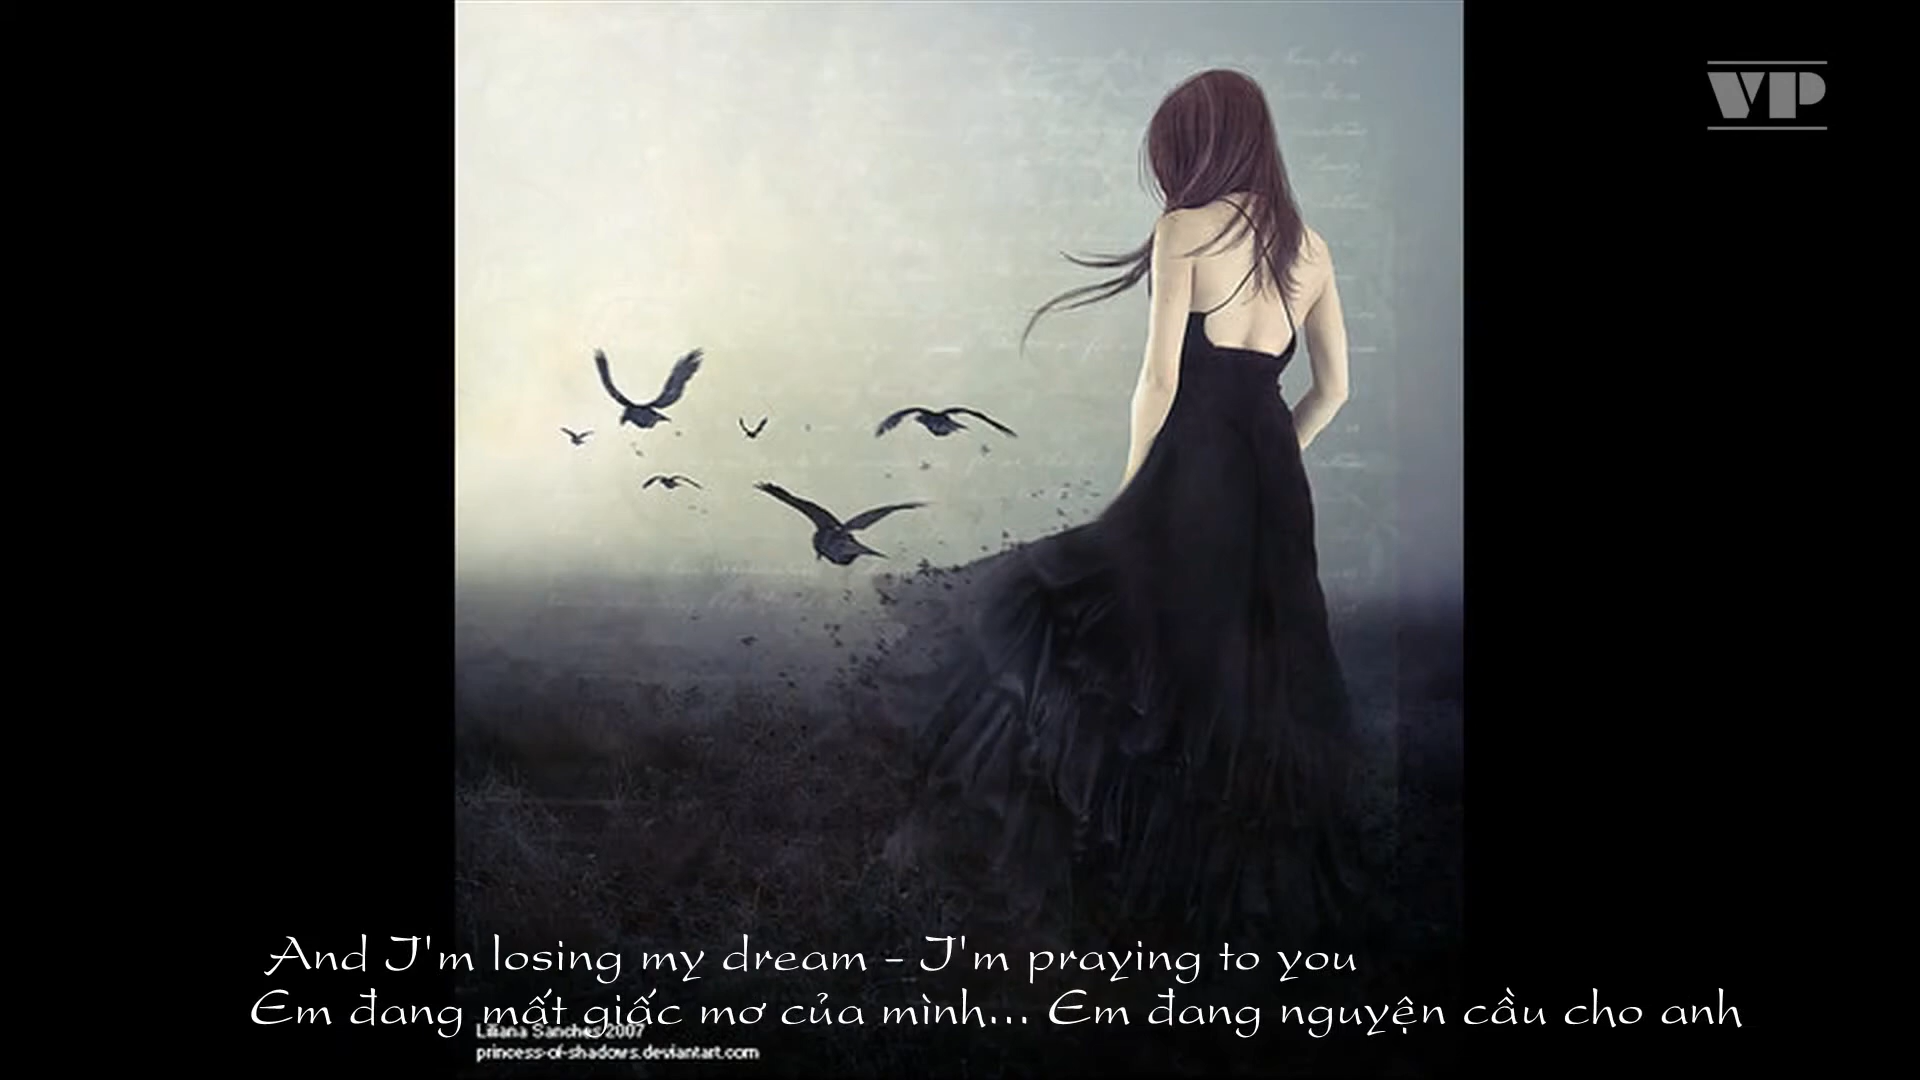 VP
And I'm losing my dream - I'm praying to you
Em đang mất giấc mơ của mình... Em đang nguyện cầu cho anh
Liliana Sanches 2007
princess-of-shadows.deviantart.com